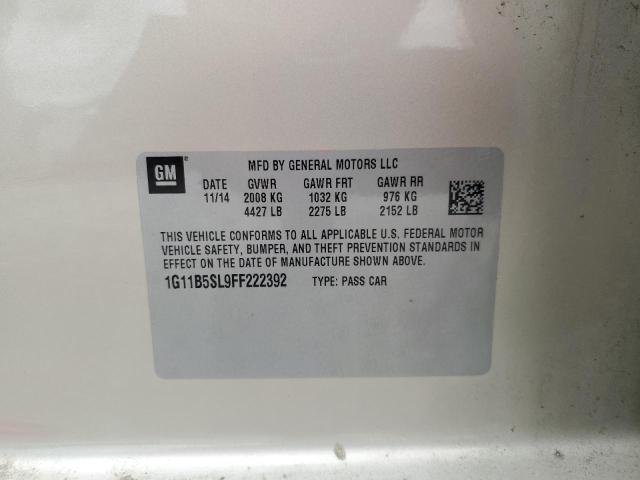 GM
MFD BY GENERAL MOTORS LLC
DATE GVWR GAWR FRT GAWR RR
11/14 2008 KG 1032 KG 976 KG
4427 LB 2275 LB 2152 LB
THIS VEHICLE CONFORMS TO ALL APPLICABLE U.S. FEDERAL MOTOR
VEHICLE SAFETY, BUMPER, AND THEFT PREVENTION STANDARDS IN
EFFECT ON THE DATE OF MANUFACTURE SHOWN ABOVE.
1G11B5SL9FF222392 TYPE: PASS CAR